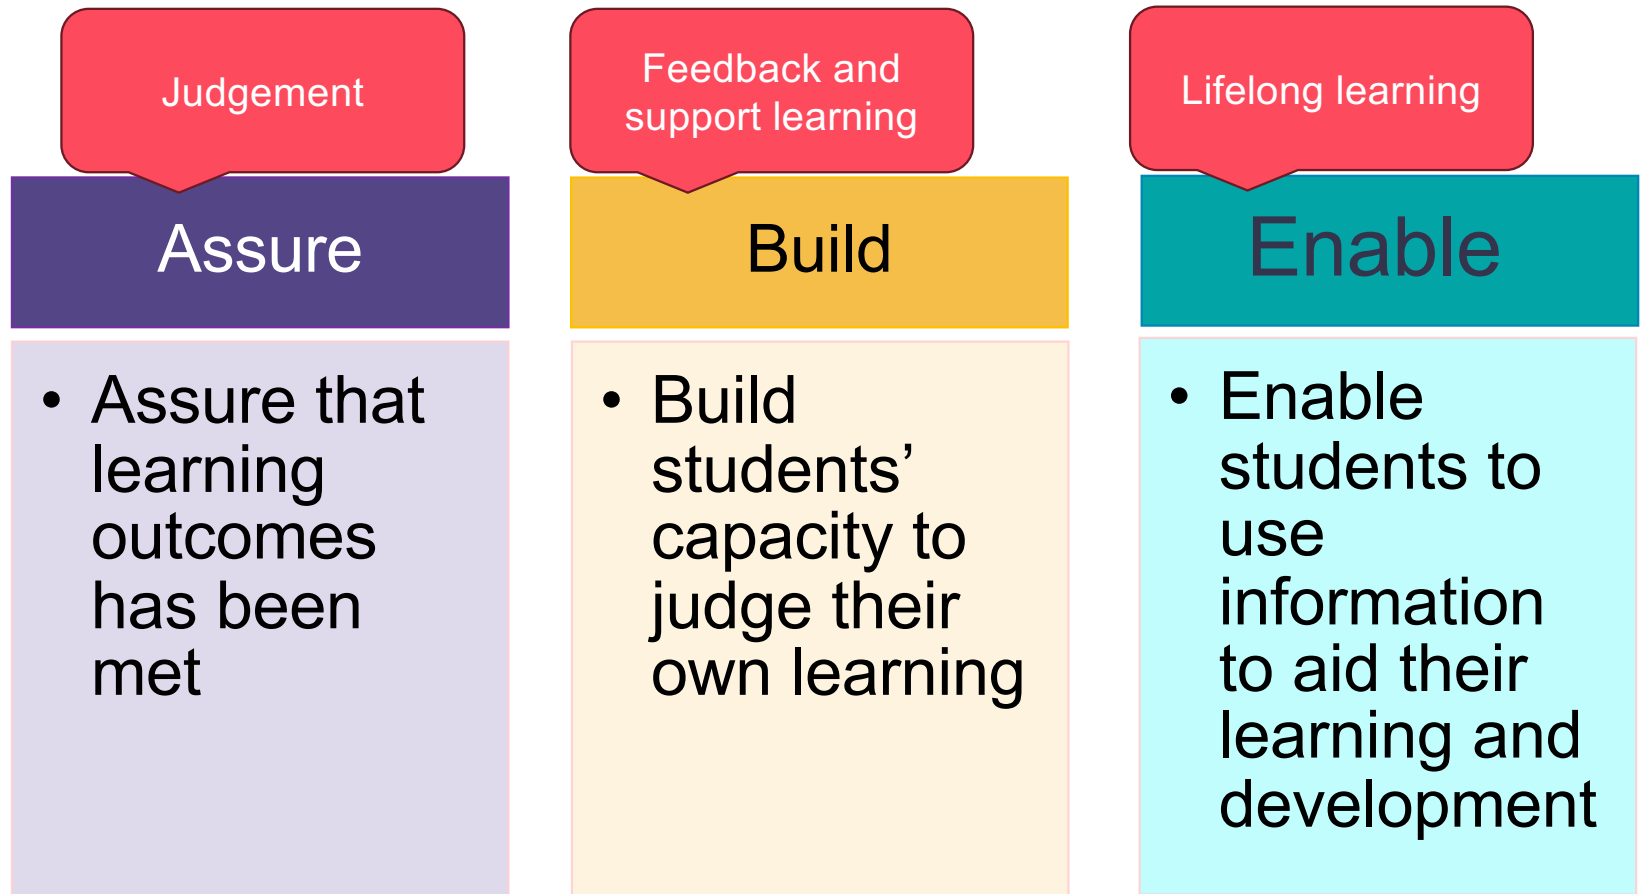 Judgement
Feedback and
support learning
Lifelong learning
Assure
Build
Enable
• Assure that
learning
outcomes
has been
met
• Build
students’
capacity to
judge their
own learning
• Enable
students to
use
information
to aid their
learning and
development